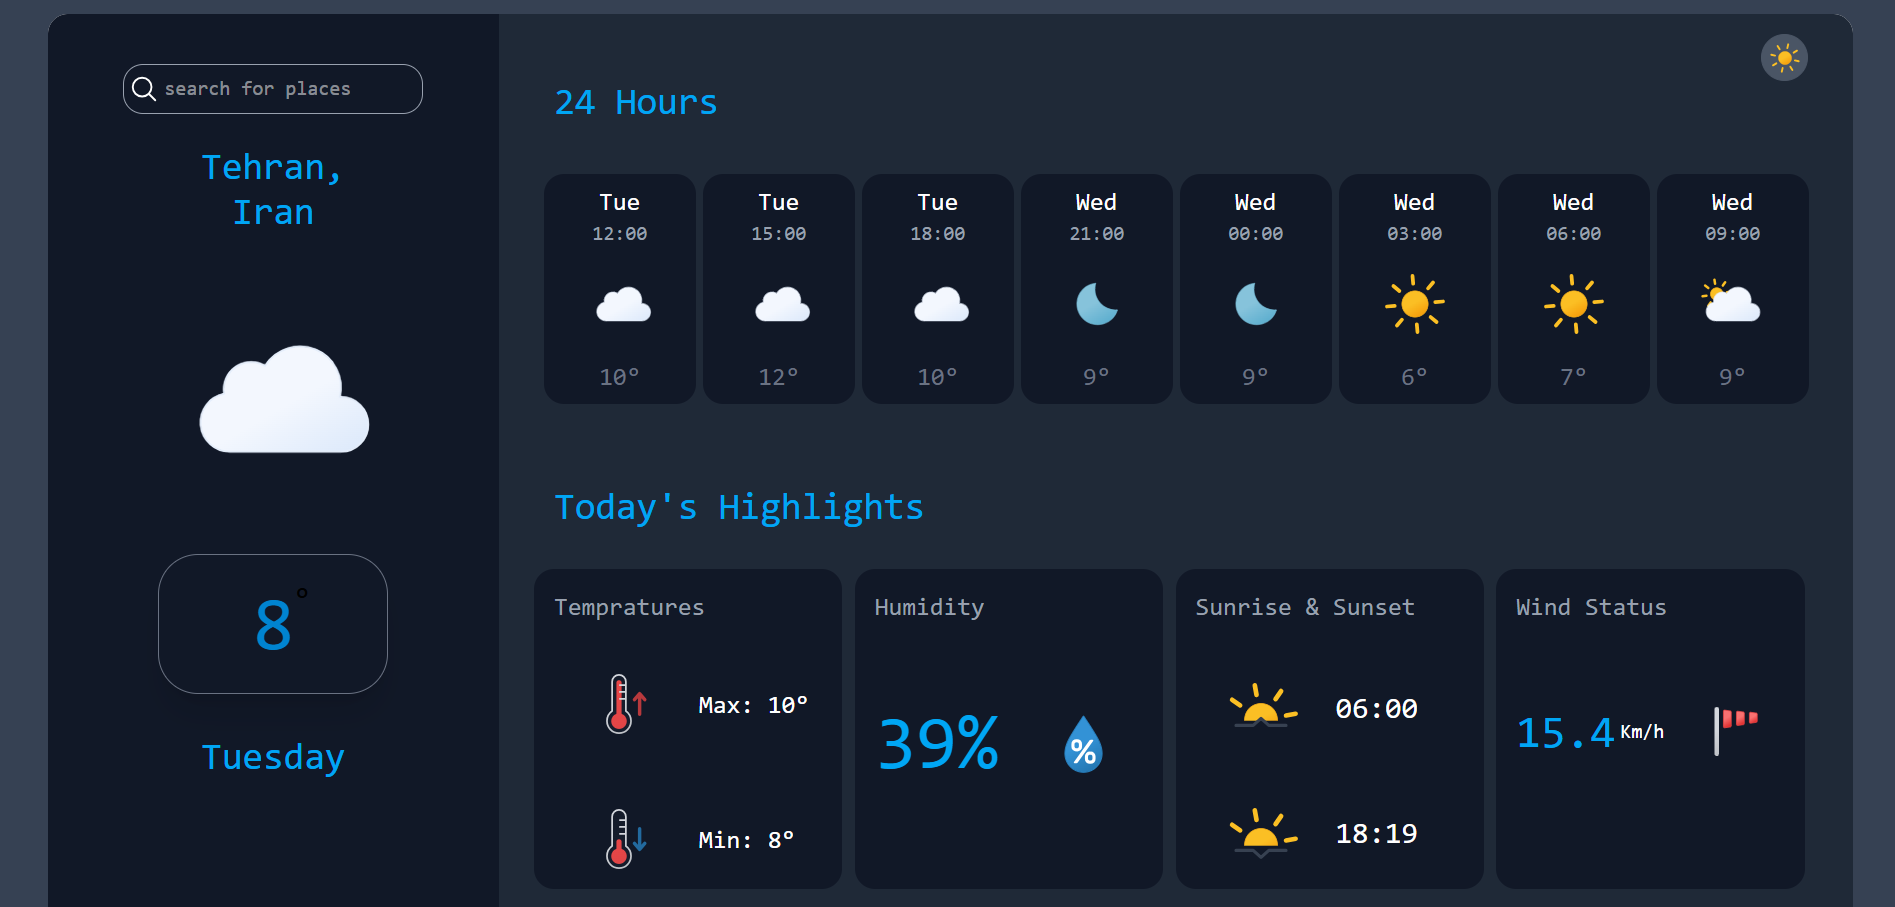 search for places
Tehran,
Iran
8°
Tuesday
24 Hours
Tue
12:00
10°
Tue
15:00
12°
Tue
18:00
10°
Wed
21:00
9°
Wed
00:00
9°
Wed
03:00
6°
Wed
06:00
7°
Wed
09:00
9°
Today's Highlights
Tempratures
Max: 10°
Min: 8°
Humidity
39%
%
Sunrise & Sunset
06:00
18:19
Wind Status
15.4 Km/h